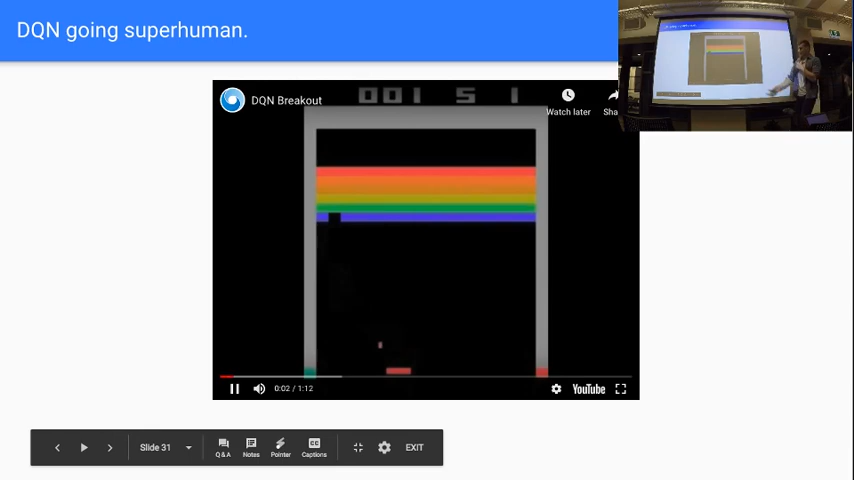 DQN going superhuman.
DQN Breakout
001 5 1
Watch later
Sha
0:02 / 1:12
YouTube
Slide 31
Q & A
Notes
Pointer
CC
Captions
EXIT